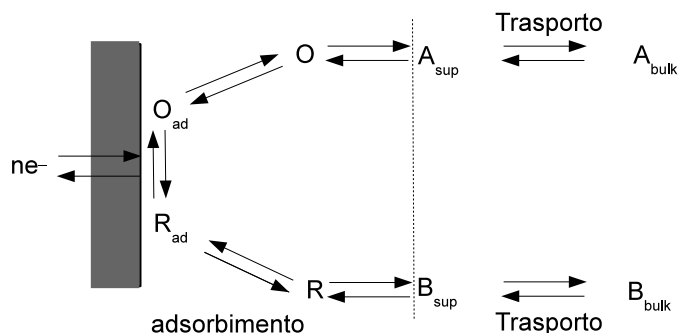 Trasporto
O A_sup A_bulk
O_ad
ne–
R_ad
R B_sup B_bulk
adsorbimento Trasporto